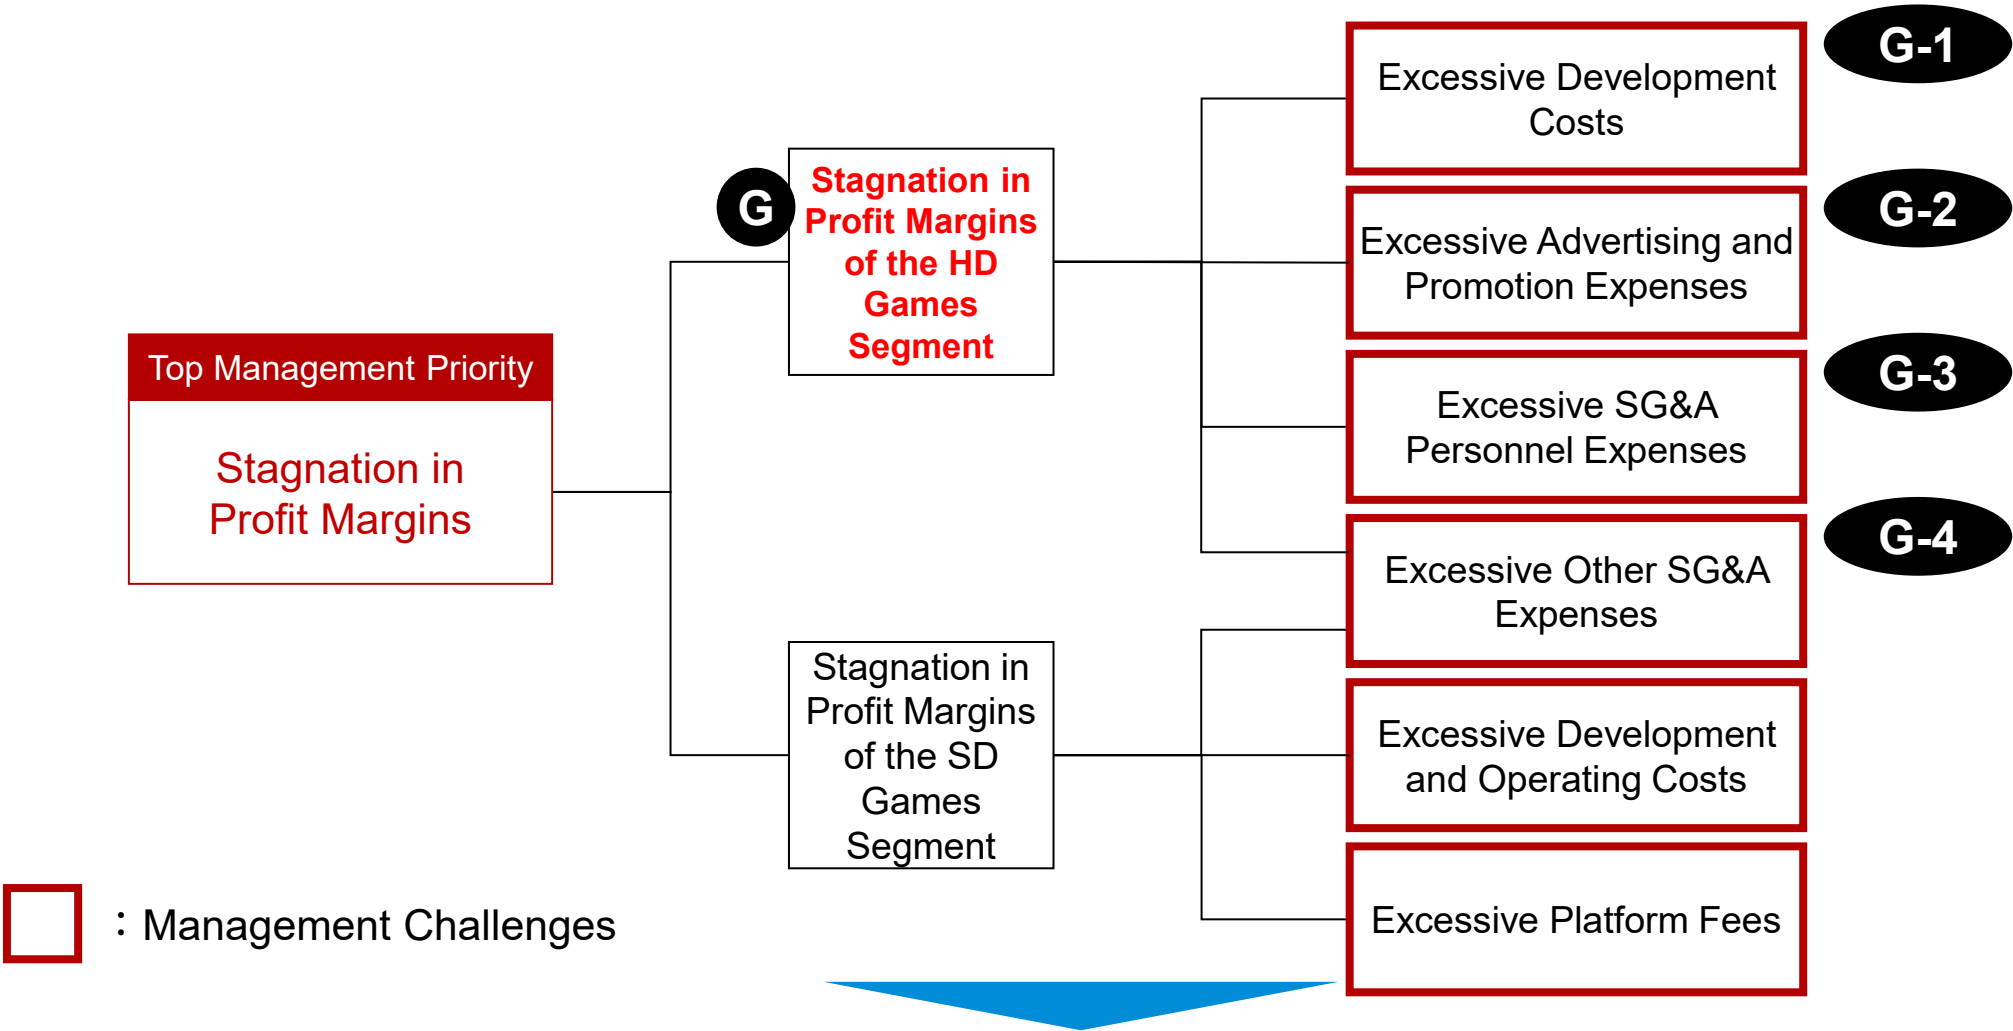 Top Management Priority
Stagnation in
Profit Margins
G
Stagnation in
Profit Margins
of the HD
Games
Segment
Stagnation in
Profit Margins
of the SD
Games
Segment
Excessive Development
Costs
G-1
Excessive Advertising and
Promotion Expenses
G-2
Excessive SG&A
Personnel Expenses
G-3
Excessive Other SG&A
Expenses
G-4
Excessive Development
and Operating Costs
Excessive Platform Fees
：Management Challenges